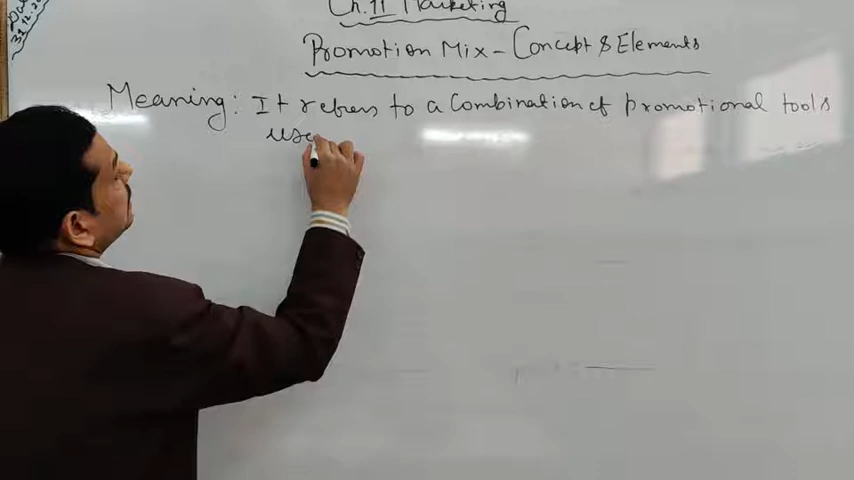 Ch.11 Marketing
Promotion Mix - Concept & Elements
Meaning: It refers to a Combination of promotional tools
use